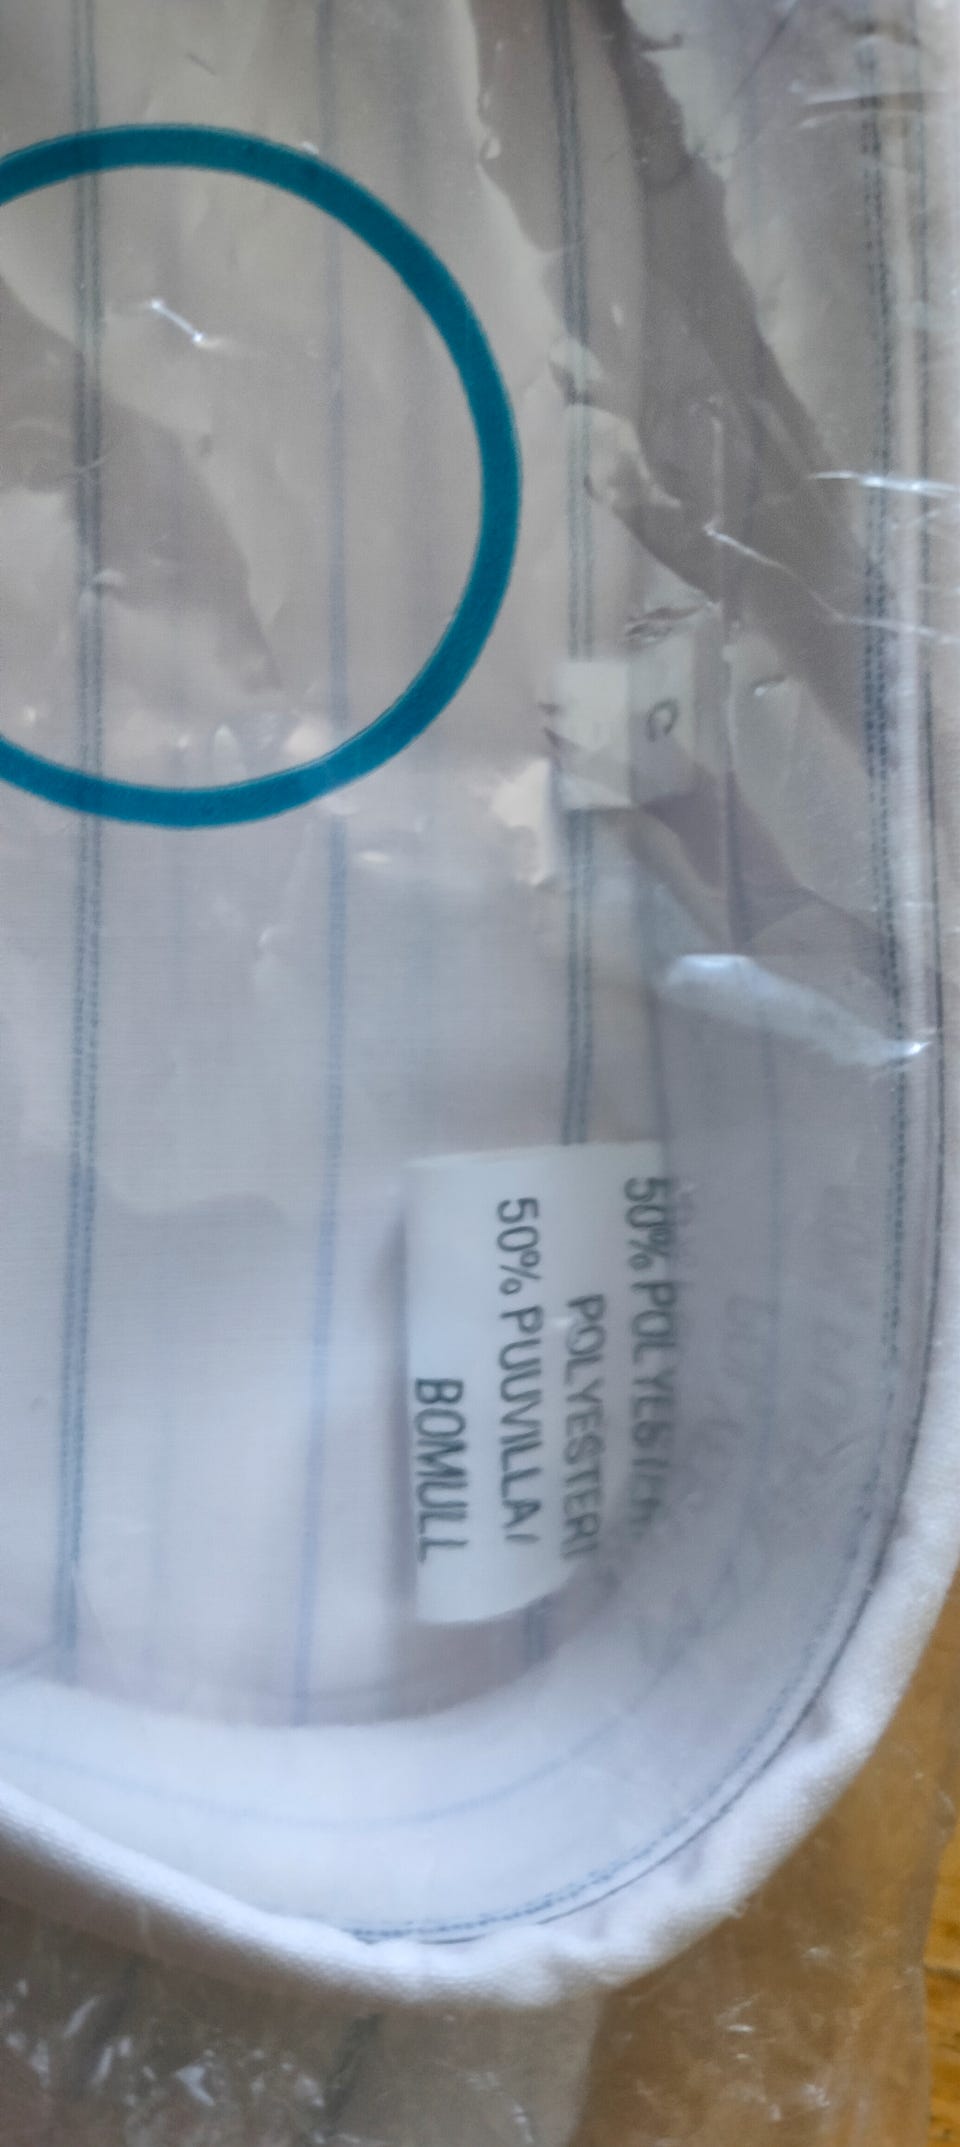 C
50% POLYESTERI
POLYESTER
50% PUUVILLA/
BOMULL